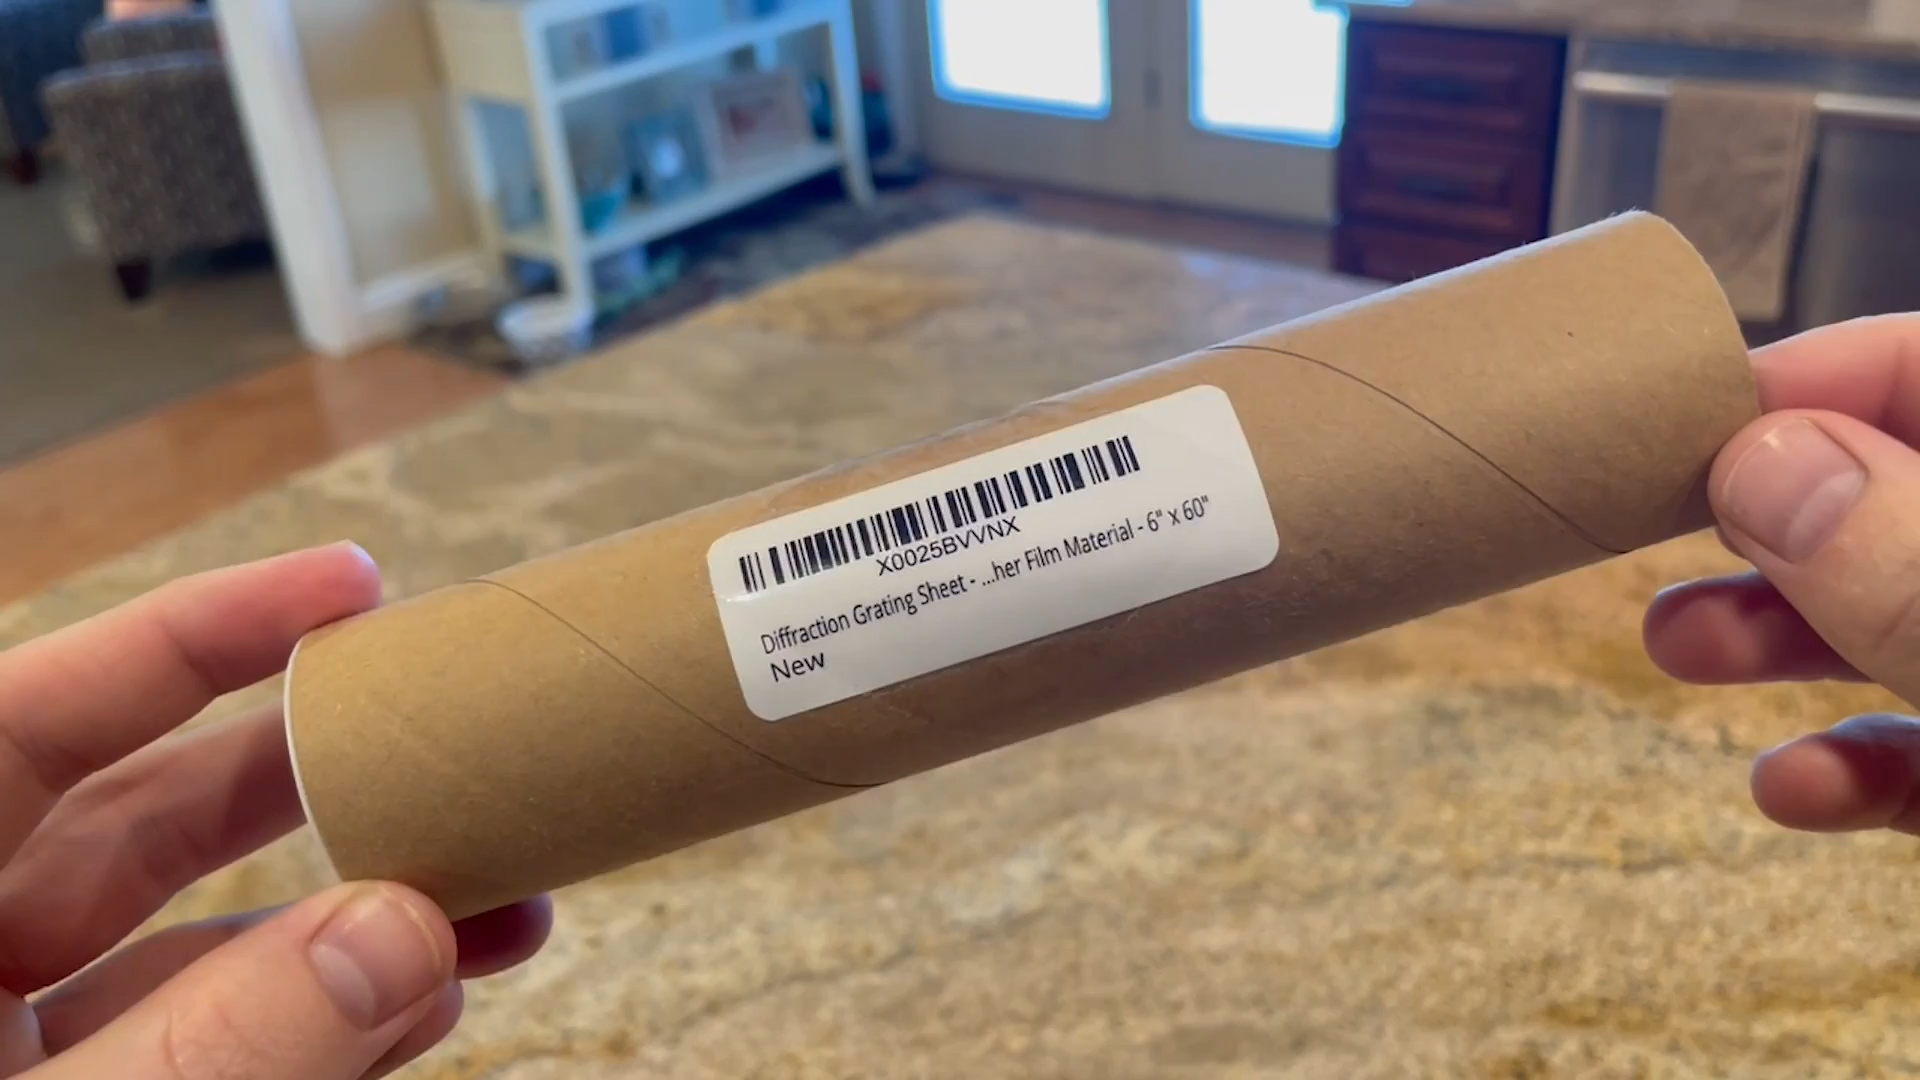 X0025BVVNX
Diffraction Grating Sheet - ...her Film Material - 6" x 60"
New